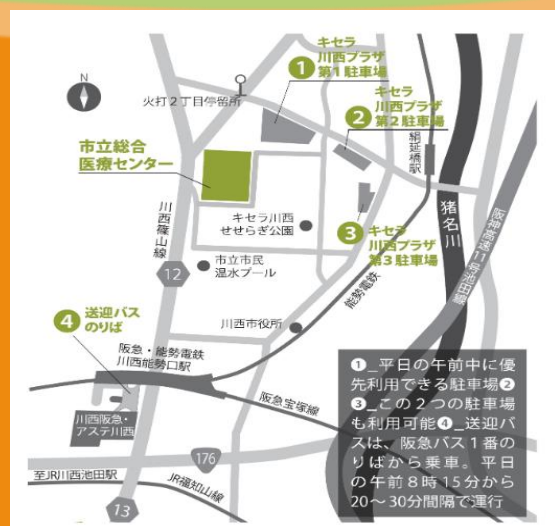 キセラ
川西プラザ
第1駐車場
❶
N
火打2丁目停留所
キセラ
川西プラザ
第2駐車場
❷
絹延橋駅
市立総合
医療センター
川西篠山線
キセラ川西
せせらぎ公園
❸
キセラ
川西プラザ
第3駐車場
猪名川
阪神高速11号池田線
12
市立市民
温水プール
能勢電鉄
❹
送迎バス
のりば
川西市役所
阪急・能勢電鉄
川西能勢口駅
阪急宝塚線
川西阪急・
アステ川西
176
至JR川西池田駅
JR福知山線
13
❶_平日の午前中に優
先利用できる駐車場❷
❸_この2つの駐車場
も利用可能❹_送迎バ
スは、阪急バス1番の
りばから乗車。平日
の午前8時15分から
20〜30分間隔で運行